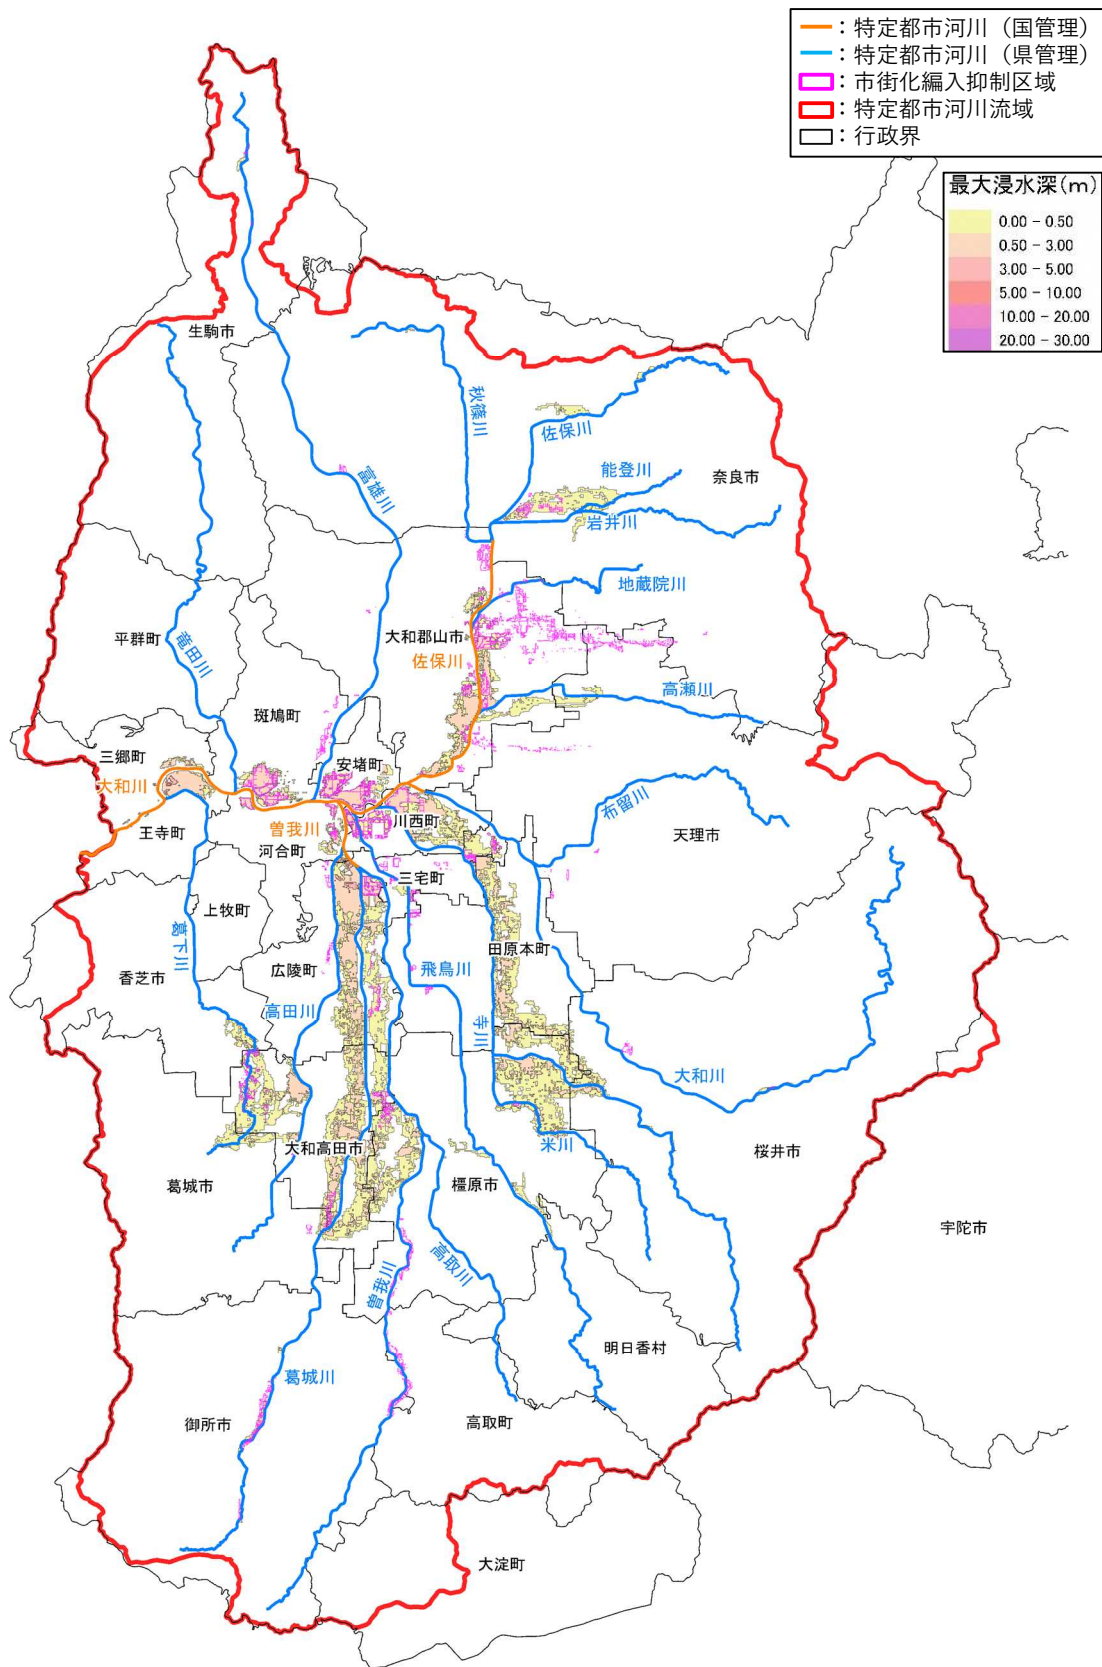 ：特定都市河川（国管理）
：特定都市河川（県管理）
：市街化編入抑制区域
：特定都市河川流域
：行政界
最大浸水深(m)
0.00 - 0.50
0.50 - 3.00
3.00 - 5.00
5.00 - 10.00
10.00 - 20.00
20.00 - 30.00
生駒市
秋篠川
佐保川
富雄川
能登川
奈良市
岩井川
地蔵院川
平群町
竜田川
大和郡山市
佐保川
高瀬川
斑鳩町
三郷町
安堵町
大和川
布留川
王寺町
曽我川
川西町
天理市
河合町
三宅町
上牧町
葛下川
田原本町
香芝市
広陵町
飛鳥川
高田川
寺川
大和川
大和高田市
米川
桜井市
葛城市
橿原市
宇陀市
高取川
曽我川
明日香村
葛城川
御所市
高取町
大淀町